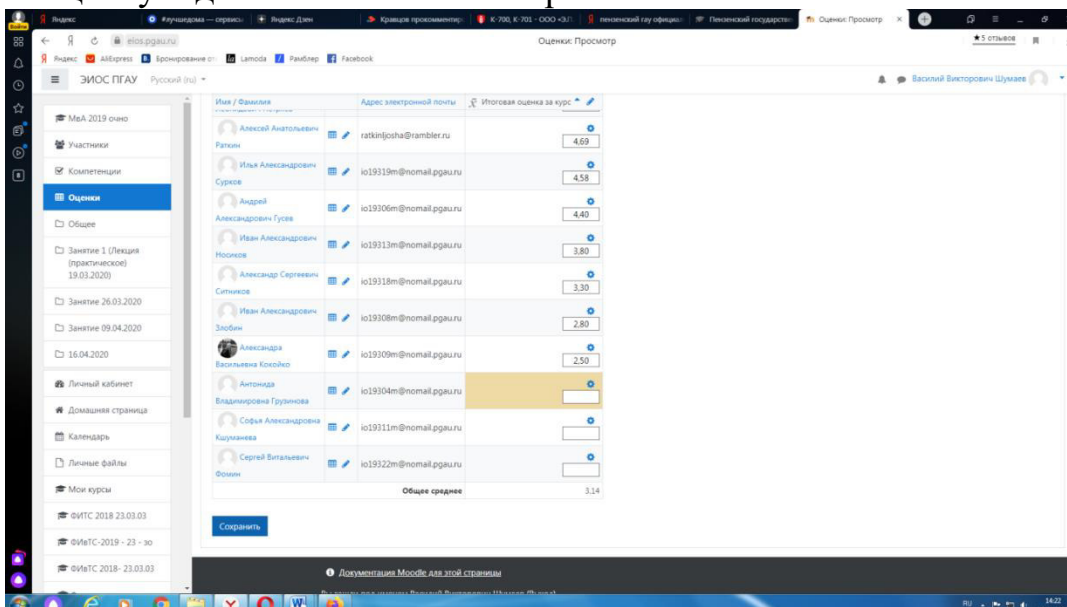 Яндекс
#лучшедома — сервисы
Яндекс Дзен
Кравцов прокомментиро
К-700, К-701 - ООО «З.П.
пензенский гау официал
Пензенский государстве
Оценки: Просмотр
Войти
elos.pgau.ru
Оценки: Просмотр
★ 5 отзывов
Яндекс
AliExpress
Бронирование от
Lamoda
Рамблер
Facebook
ЭИОС ПГАУ Русский (ru)
Василий Викторович Шумаев
МвА 2019 очно
Участники
Компетенции
Оценки
Общее
Занятие 1 (Лекция
(практическое)
19.03.2020)
Занятие 26.03.2020
Занятие 09.04.2020
16.04.2020
Личный кабинет
Домашняя страница
Календарь
Личные файлы
Мои курсы
ФИТС 2018 23.03.03
ФИвТС-2019 - 23 - зо
ФИвТС 2018- 23.03.03
Имя / Фамилия Адрес электронной почты Итоговая оценка за курс
Алексей Анатольевич
Раткин
ratkinljosha@rambler.ru
4,69
Илья Александрович
Сурков
io19319m@nomail.pgau.ru
4,58
Андрей
Александрович Гусев
io19306m@nomail.pgau.ru
4,40
Иван Александрович
Носиков
io19313m@nomail.pgau.ru
3,80
Александр Сергеевич
Ситников
io19318m@nomail.pgau.ru
3,30
Иван Александрович
Злобин
io19308m@nomail.pgau.ru
2,80
Александра
Васильевна Кокойко
io19309m@nomail.pgau.ru
2,50
Антонида
Владимировна Грузинова
io19304m@nomail.pgau.ru
Софья Александровна
Кшуманева
io19311m@nomail.pgau.ru
Сергей Витальевич
Фомин
io19322m@nomail.pgau.ru
Общее среднее 3,14
Сохранить
Документация Moodle для этой страницы
RU
14:22